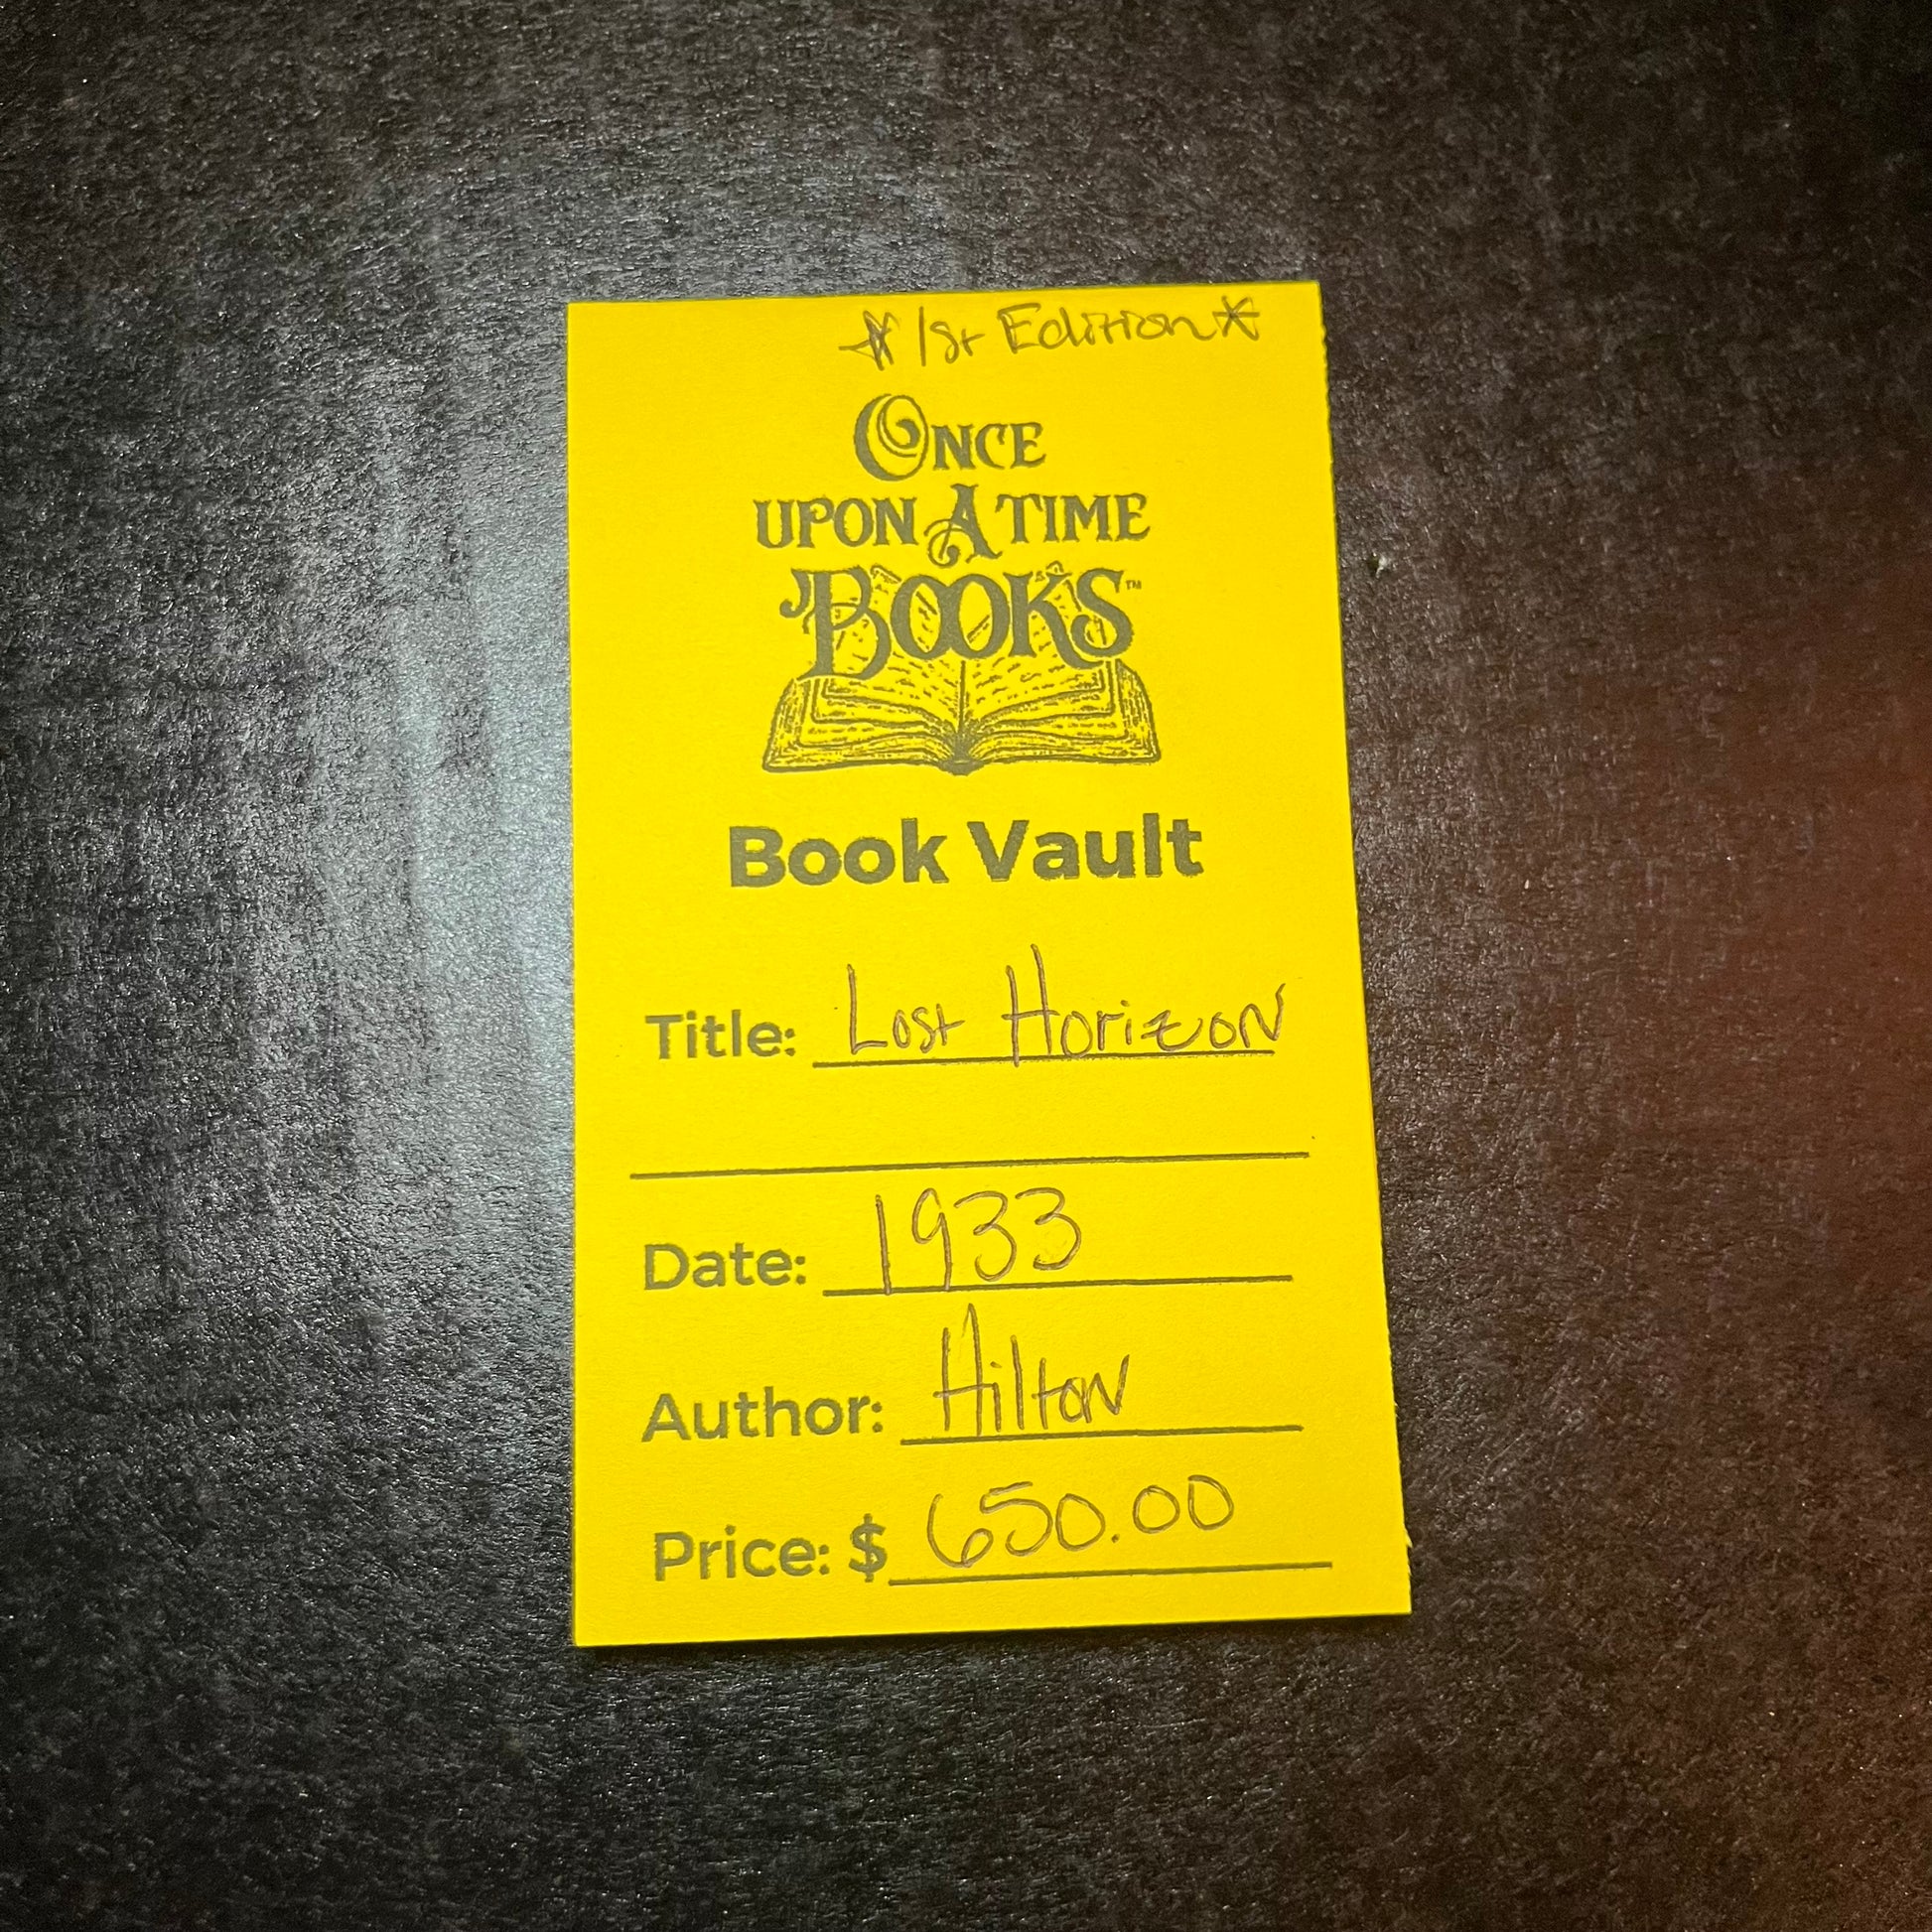 *1st Edition*
ONCE
UPON A TIME
BOOKS™
Book Vault
Title: Lost Horizon
Date: 1933
Author: Hilton
Price: $ 650.00